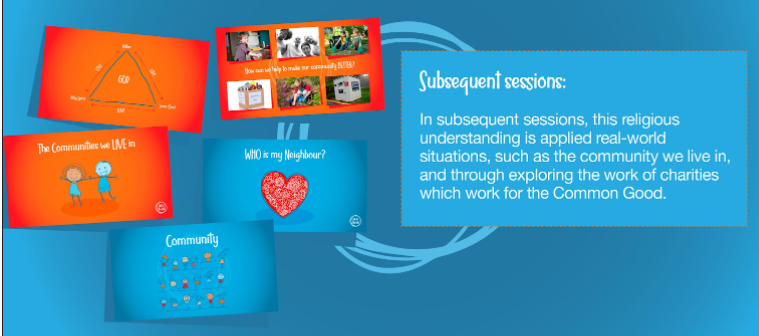 GOD
How can we help to make our community BETTER?
The Communities we LIVE in
WHO is my Neighbour?
Community
Subsequent sessions:
In subsequent sessions, this religious
understanding is applied real-world
situations, such as the community we live in,
and through exploring the work of charities
which work for the Common Good.